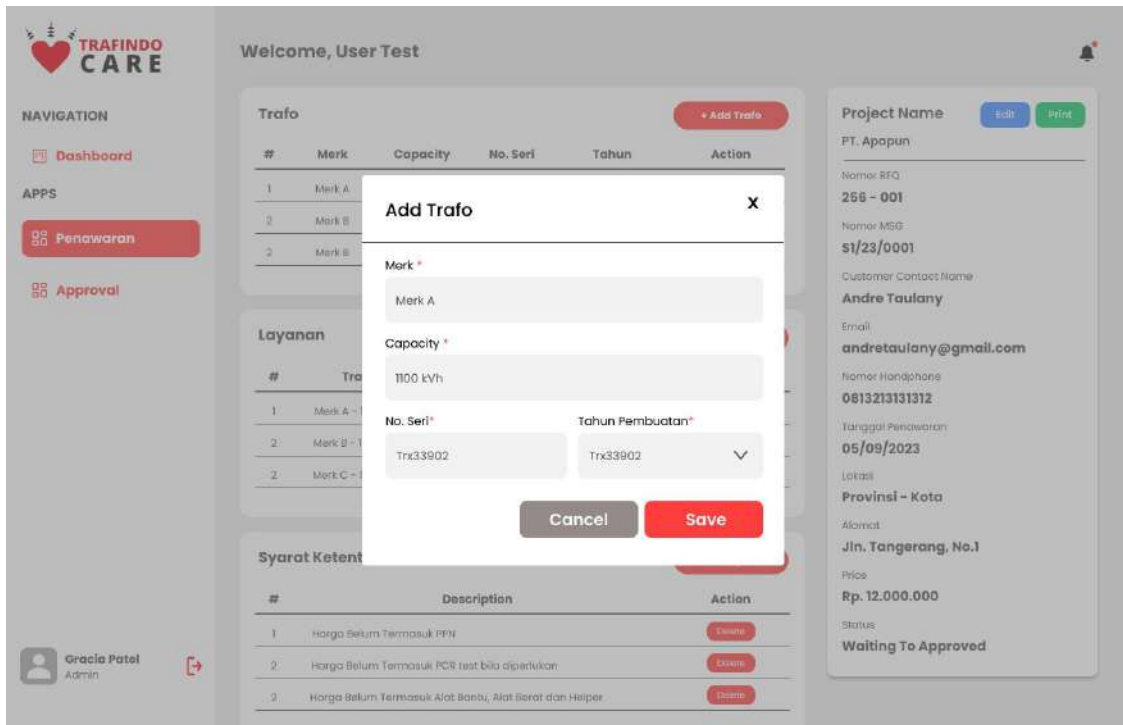 TRAFINDO
CARE
Welcome, User Test
NAVIGATION
Dashboard
APPS
Penawaran
Approval
Gracia Patel
Admin
Trafo
+ Add Trafo
# Merk Capacity No. Seri Tahun Action
1 Merk A
2 Merk B
2 Merk B
Layanan
# Tra
1 Merk A - 1
2 Merk B - 1
2 Merk C -
Syarat Ketent
# Description Action
1 Harga Belum Termasuk PPN Delete
2 Harga Belum Termasuk PCR test bila diperlukan Delete
2 Harga Belum Termasuk Alat Bantu, Alat Berat dan Helper Delete
Add Trafo X
Merk *
Merk A
Capacity *
1100 kVh
No. Seri* Tahun Pembuatan*
Trx33902 Trx33902
Cancel Save
Project Name Edit Print
PT. Apapun
Nomor RFQ
256 - 001
Nomor MSG
S1/23/0001
Customer Contact Name
Andre Taulany
Email
andretaulany@gmail.com
Nomor Handphone
0813213131312
Tanggal Penawaran
05/09/2023
Lokasi
Provinsi - Kota
Alamat
Jln. Tangerang, No.1
Price
Rp. 12.000.000
Status
Waiting To Approved